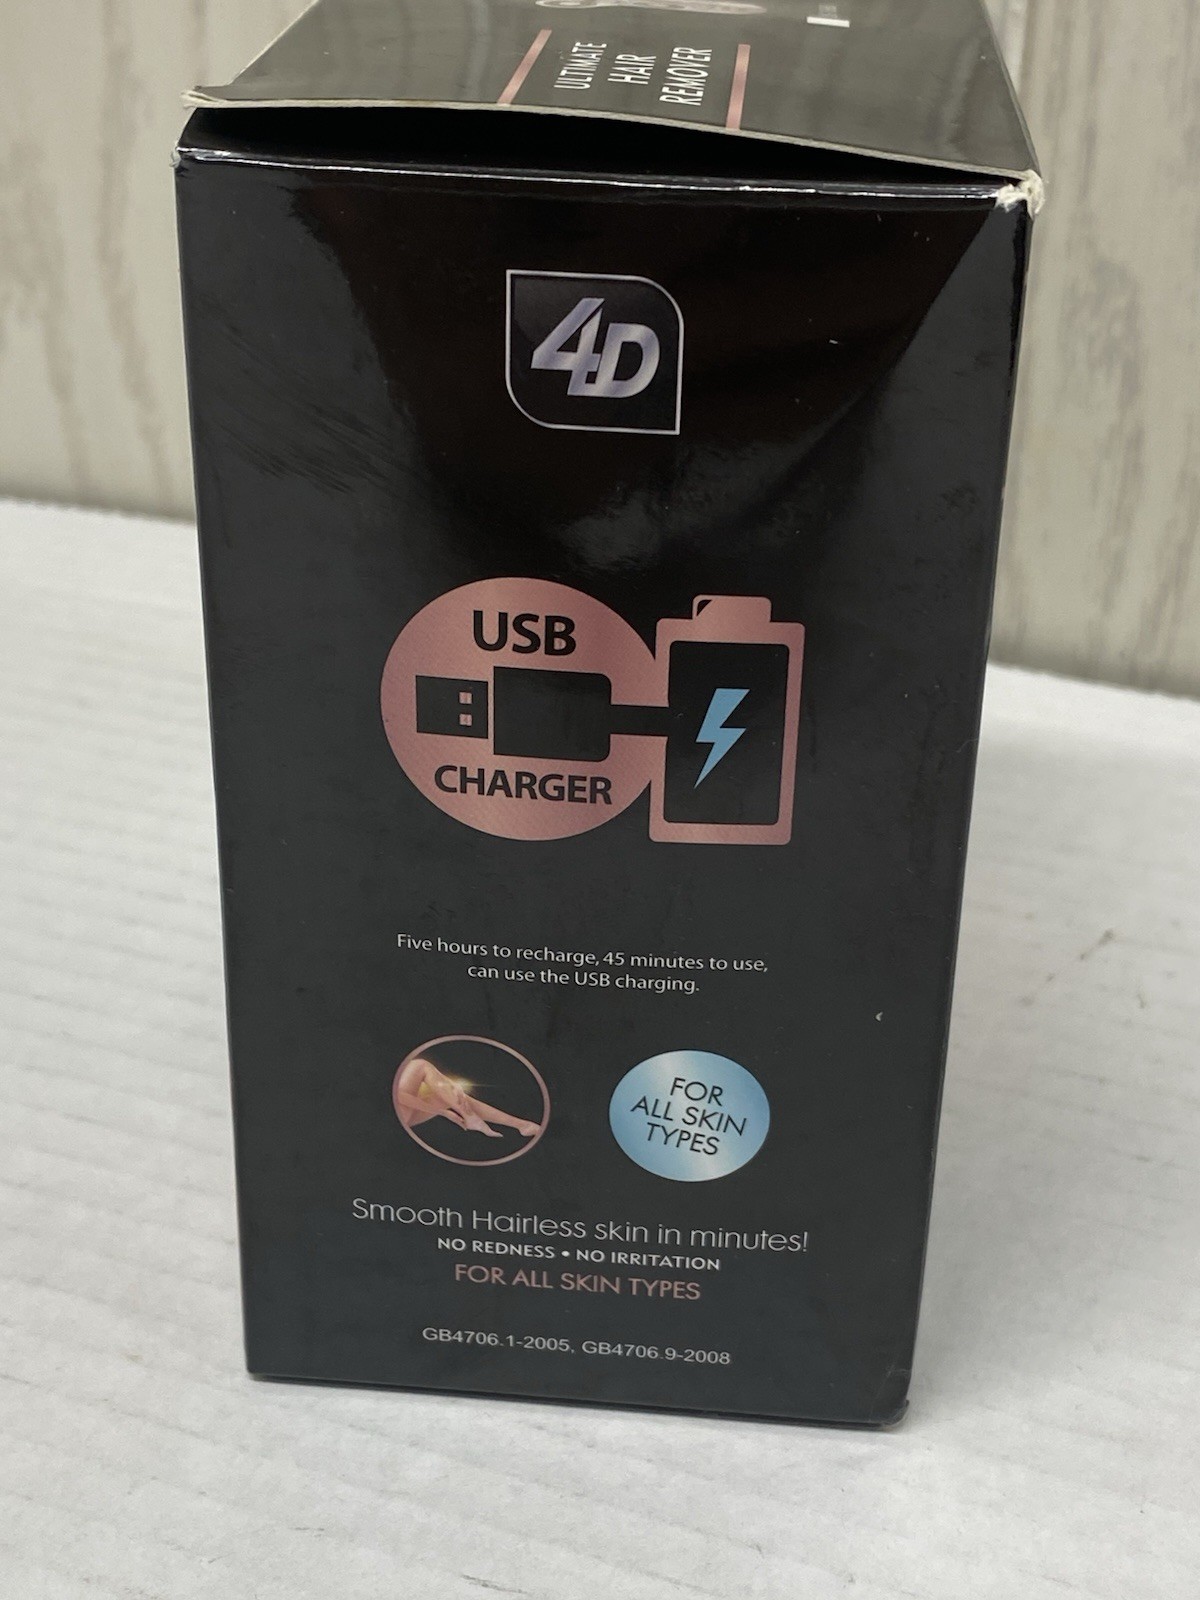 ULTIMATE
HAIR
REMOVER
4D
USB
CHARGER
Five hours to recharge, 45 minutes to use,
can use the USB charging.
FOR
ALL SKIN
TYPES
Smooth Hairless skin in minutes!
NO REDNESS • NO IRRITATION
FOR ALL SKIN TYPES
GB4706.1-2005, GB4706.9-2008